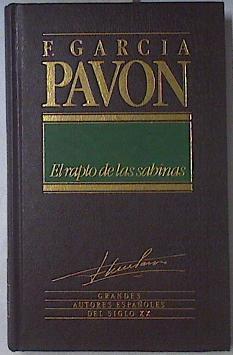 F. GARCIA
PAVON
El rapto de las sabinas
GRANDES
AUTORES ESPAÑOLES
DEL SIGLO XX